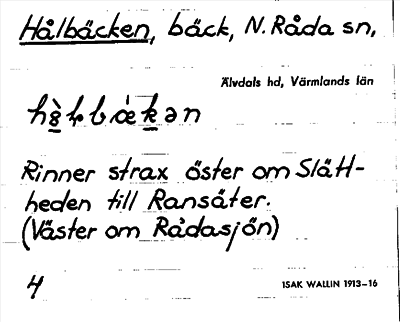 Hålbäcken, bäck, N. Råda sn,
Älvdals hd, Värmlands län
Rinner strax öster om Slätt-
heden till Ransäter.
(Väster om Rådasjön)
4
ISAK WALLIN 1913–16